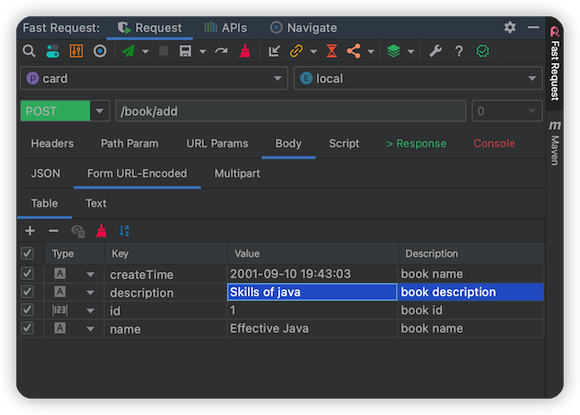 Fast Request: Request APIs Navigate
p card E local
POST /book/add 0
Headers Path Param URL Params Body Script > Response Console
JSON Form URL-Encoded Multipart
Table Text
Type Key Value Description
A createTime 2001-09-10 19:43:03 book name
A description Skills of java book description
123 id 1 book id
A name Effective Java book name
Fast Request
m Maven